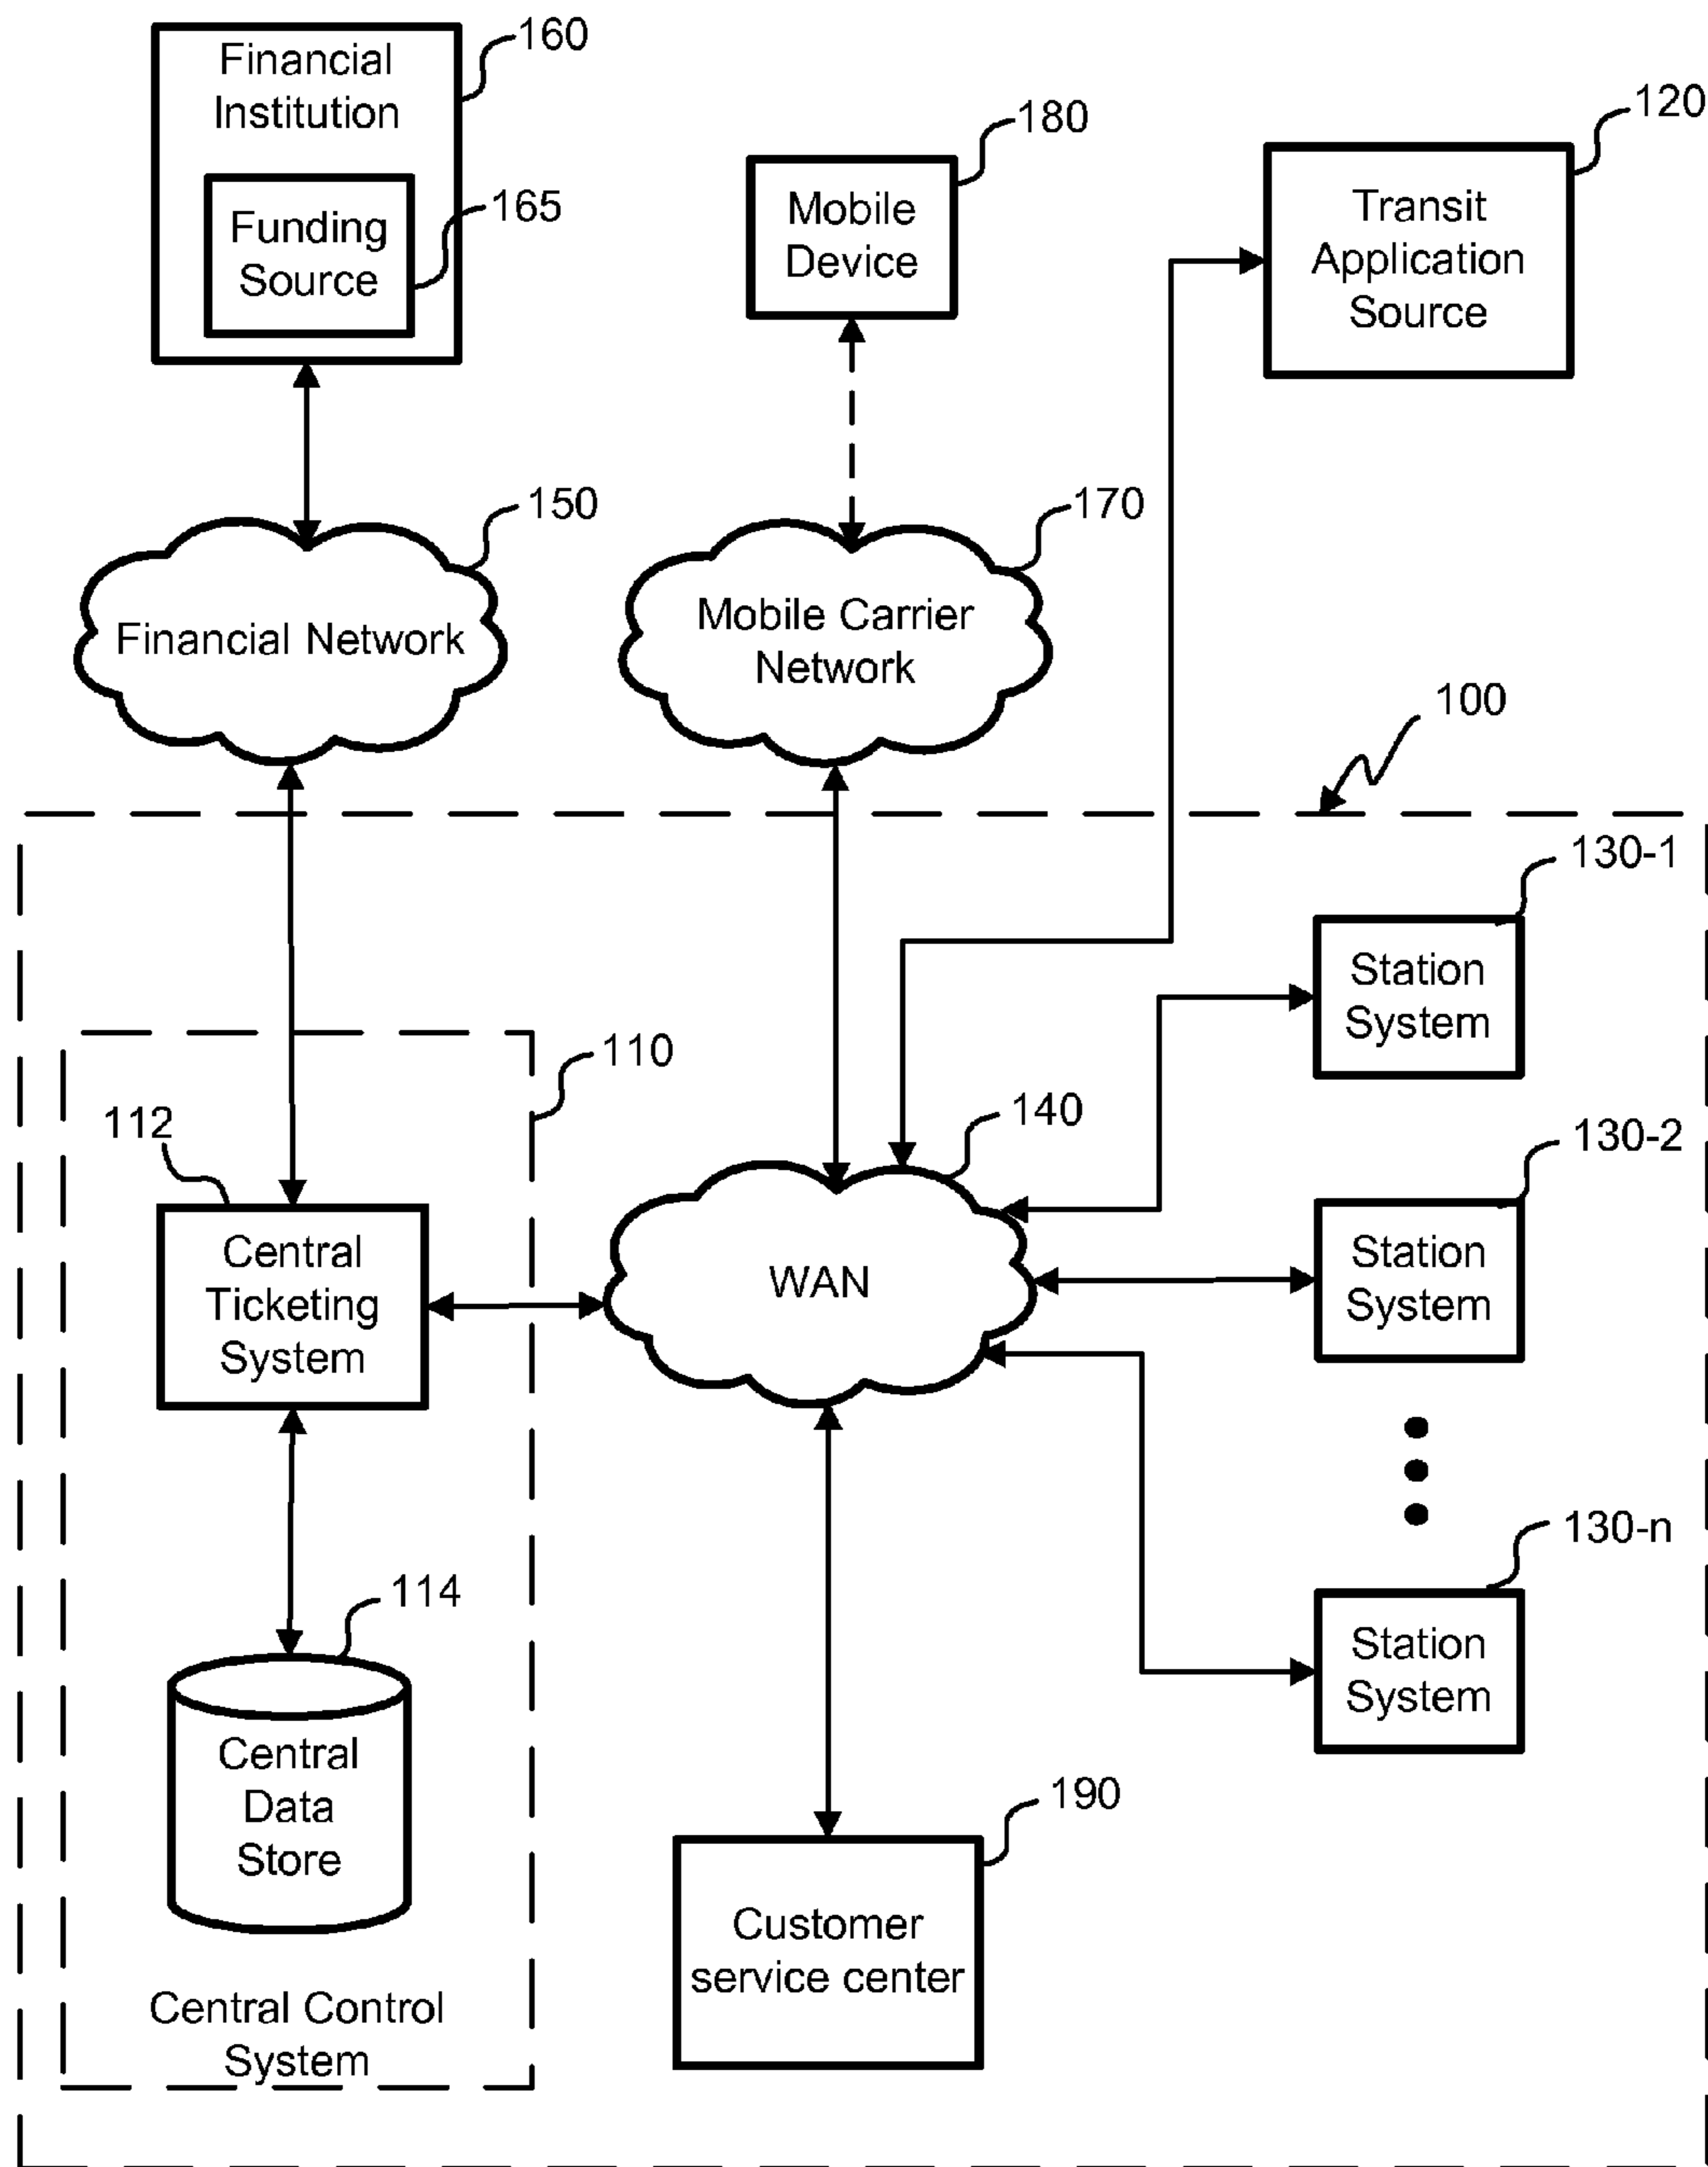 160
Financial
Institution
180
120
165
Funding
Source
Mobile
Device
Transit
Application
Source
150
170
Financial Network
Mobile Carrier
Network
100
130-1
Station
System
110
112
140
130-2
Central
Ticketing
System
WAN
Station
System
130-n
114
Station
System
Central
Data
Store
190
Customer
service center
Central Control
System